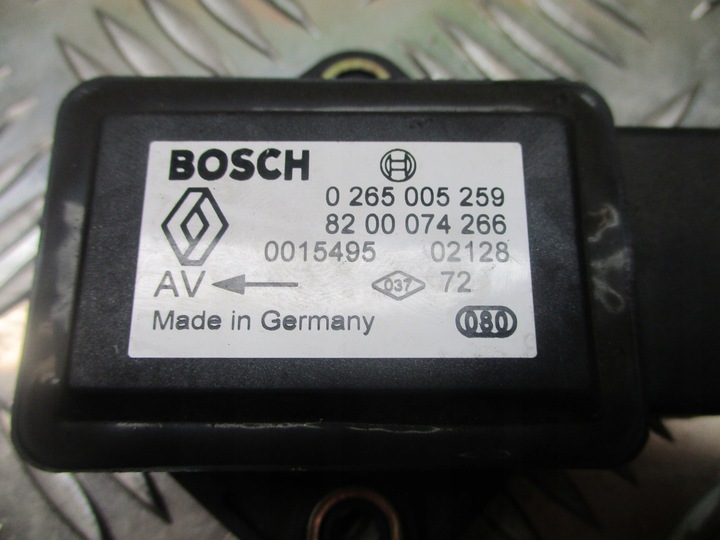 BOSCH
0 265 005 259
82 00 074 266
0015495 02128
AV 037 72
Made in Germany 080